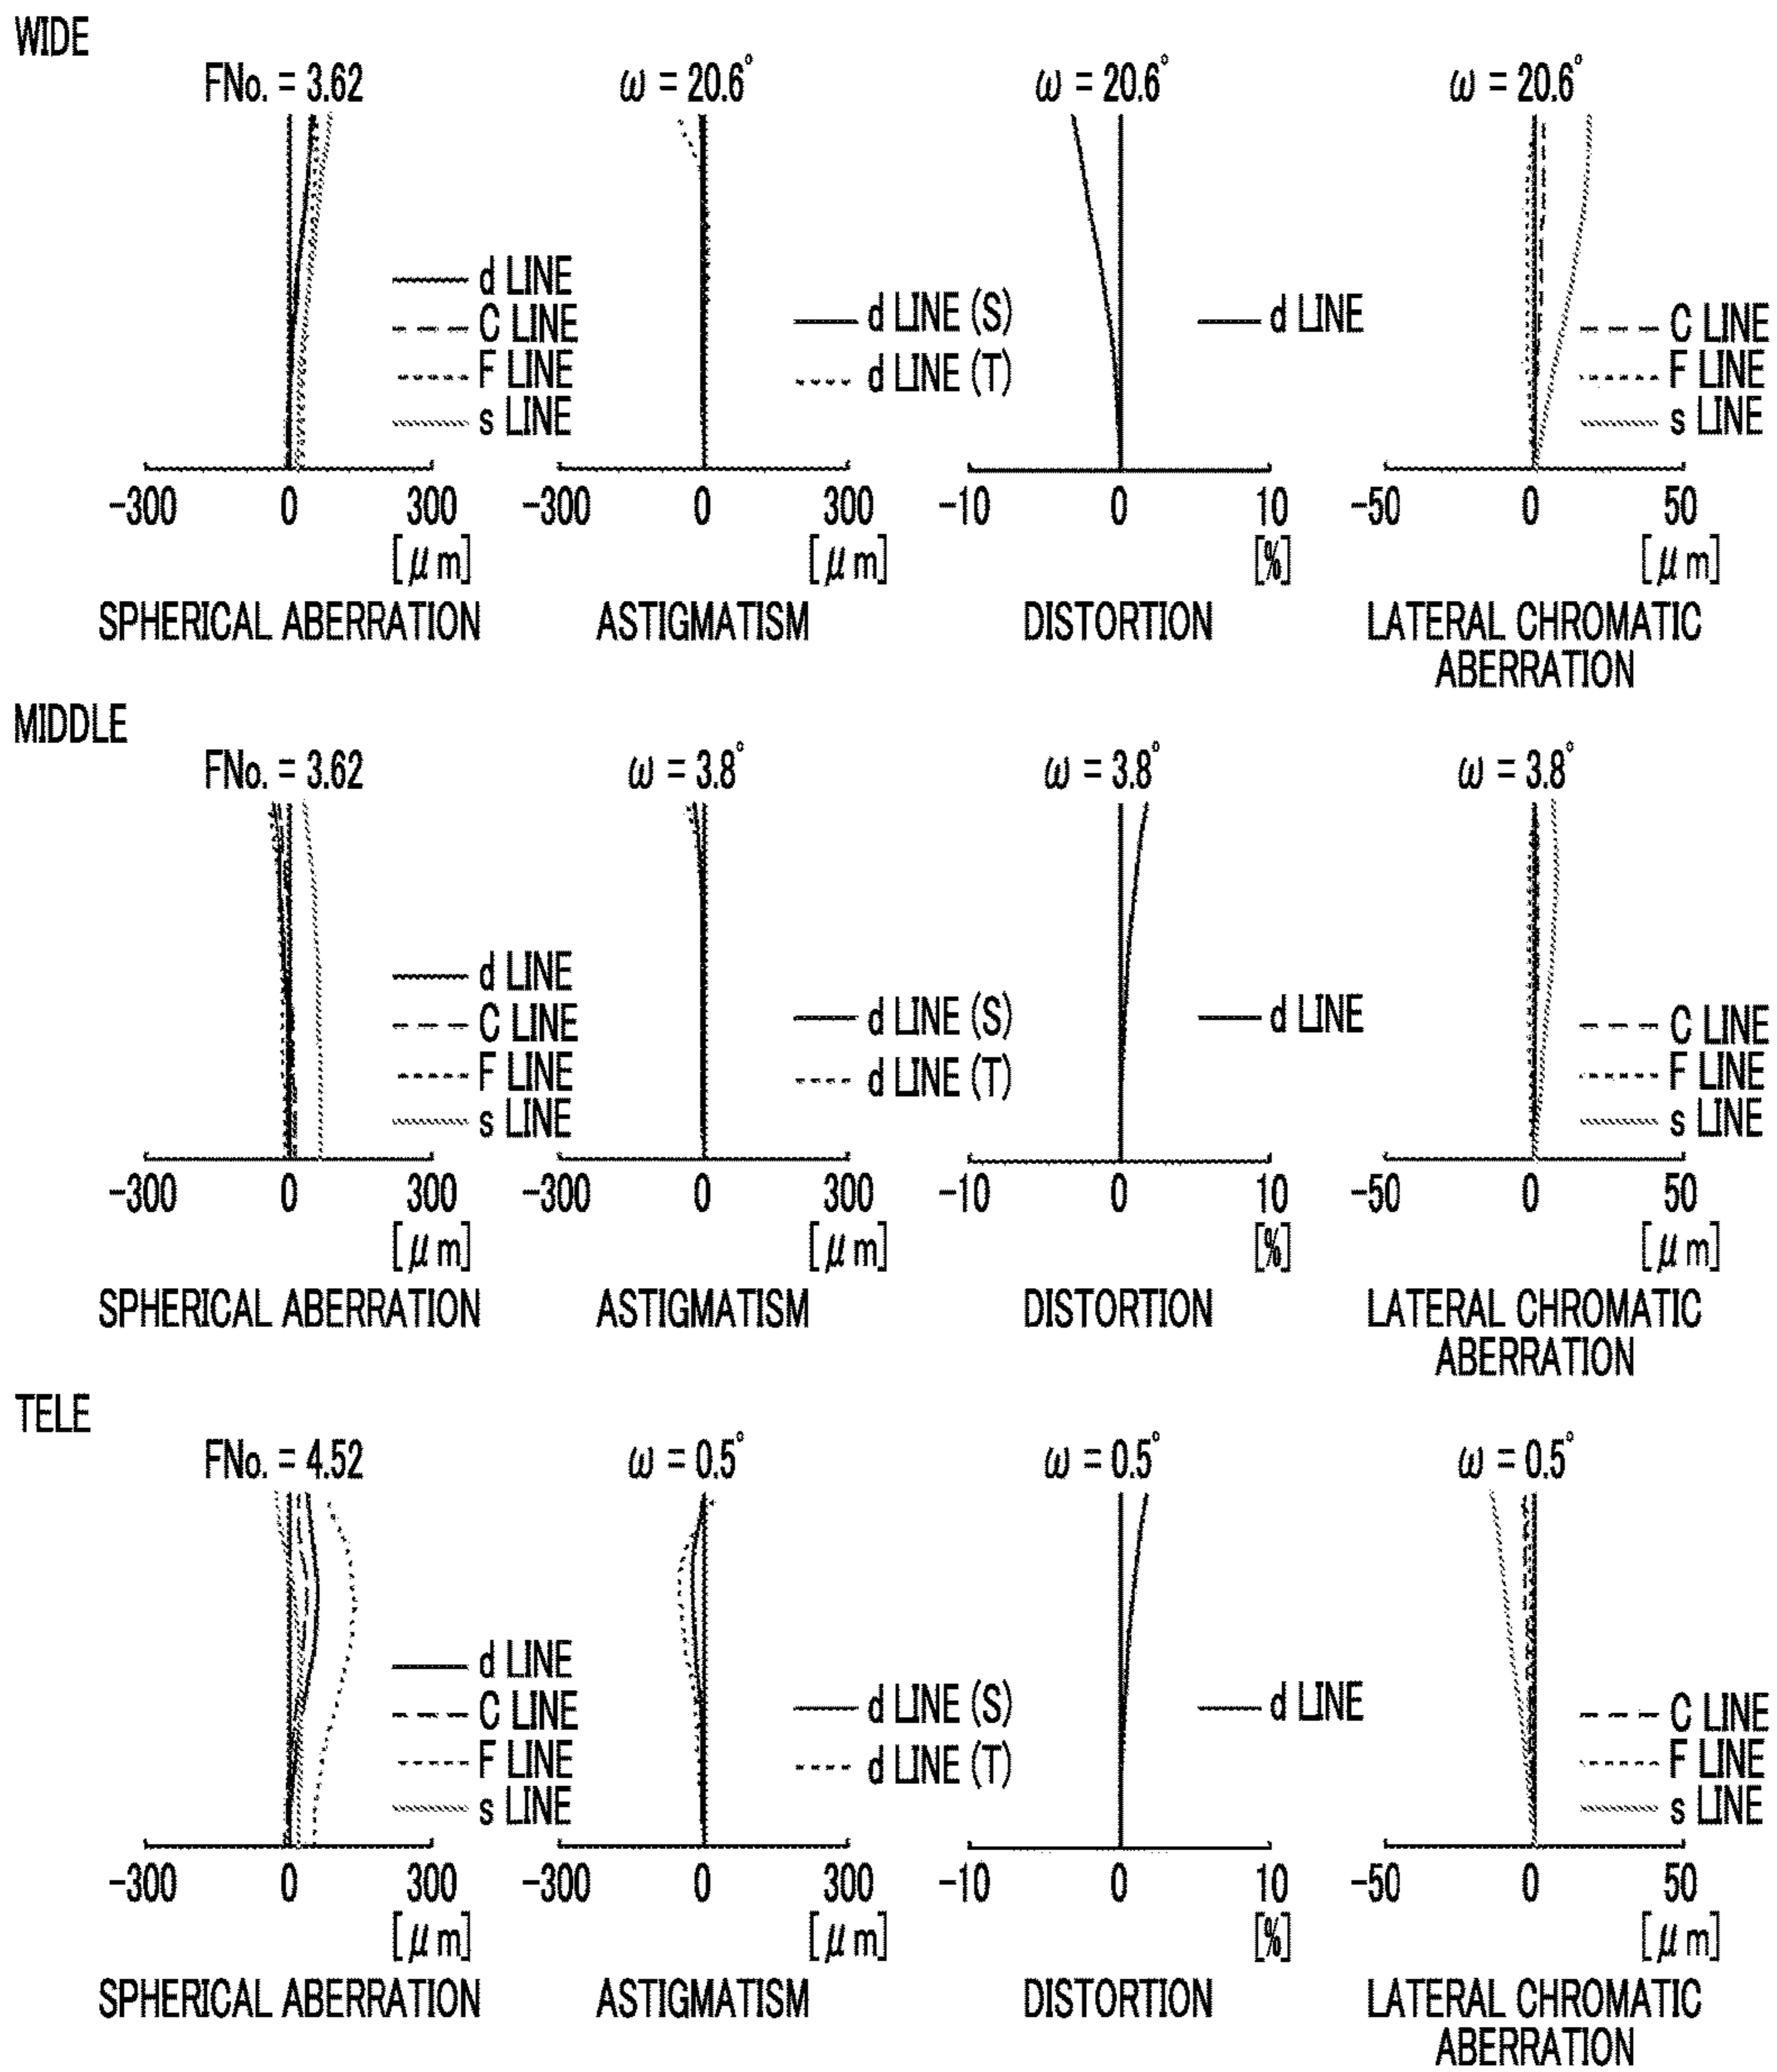 WIDE
FNo. = 3.62
ω = 20.6°
ω = 20.6°
ω = 20.6°
d LINE
C LINE
F LINE
s LINE
d LINE (S)
d LINE (T)
d LINE
C LINE
F LINE
s LINE
-300 0 300
[μm]
-300 0 300
[μm]
-10 0 10
[%]
-50 0 50
[μm]
SPHERICAL ABERRATION
ASTIGMATISM
DISTORTION
LATERAL CHROMATIC
ABERRATION
MIDDLE
FNo. = 3.62
ω = 3.8°
ω = 3.8°
ω = 3.8°
d LINE
C LINE
F LINE
s LINE
d LINE (S)
d LINE (T)
d LINE
C LINE
F LINE
s LINE
-300 0 300
[μm]
-300 0 300
[μm]
-10 0 10
[%]
-50 0 50
[μm]
SPHERICAL ABERRATION
ASTIGMATISM
DISTORTION
LATERAL CHROMATIC
ABERRATION
TELE
FNo. = 4.52
ω = 0.5°
ω = 0.5°
ω = 0.5°
d LINE
C LINE
F LINE
s LINE
d LINE (S)
d LINE (T)
d LINE
C LINE
F LINE
s LINE
-300 0 300
[μm]
-300 0 300
[μm]
-10 0 10
[%]
-50 0 50
[μm]
SPHERICAL ABERRATION
ASTIGMATISM
DISTORTION
LATERAL CHROMATIC
ABERRATION